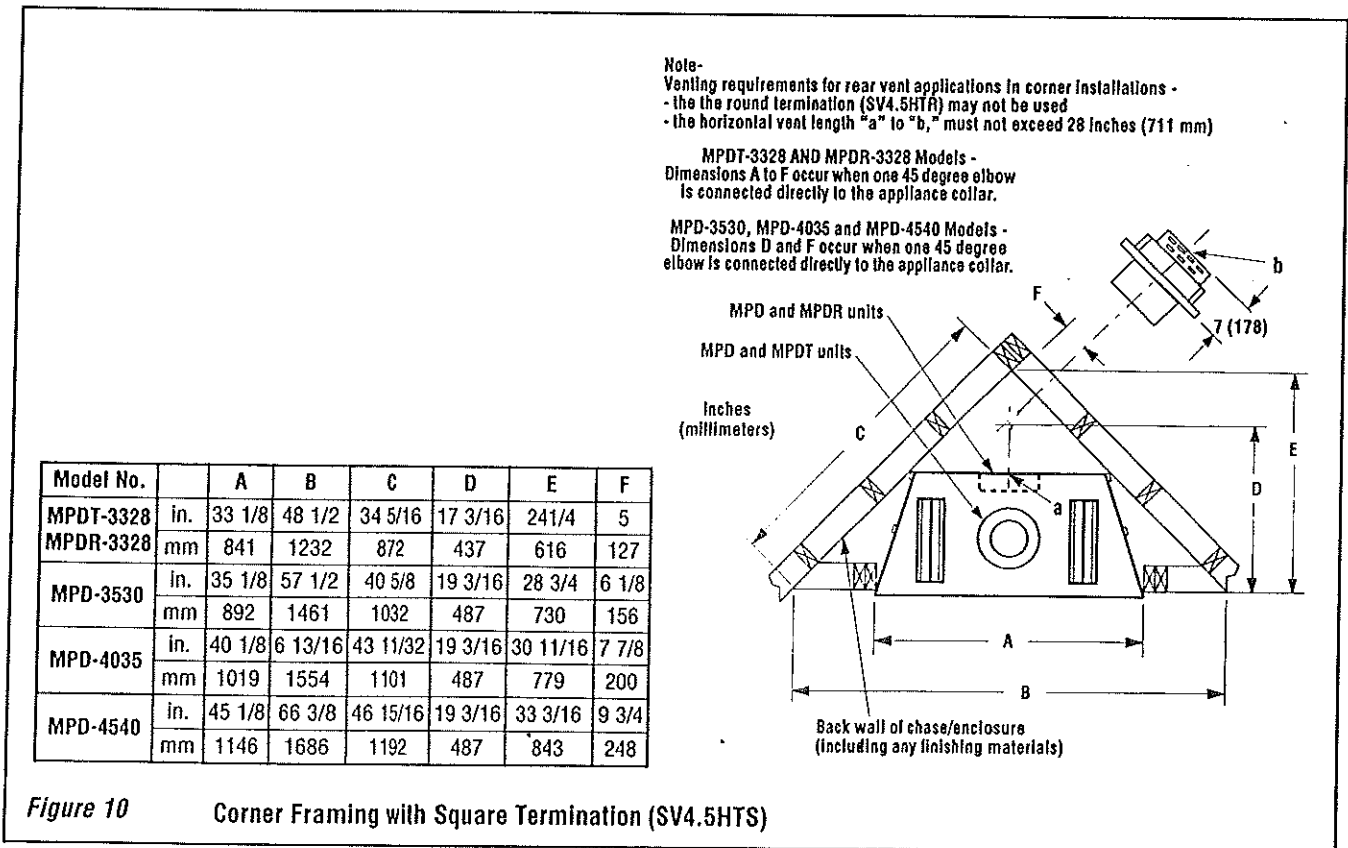 Note-
Venting requirements for rear vent applications in corner installations -
- the the round termination (SV4.5HTR) may not be used
- the horizontal vent length "a" to "b," must not exceed 28 inches (711 mm)
MPDT-3328 AND MPDR-3328 Models -
Dimensions A to F occur when one 45 degree elbow
is connected directly to the appliance collar.
MPD-3530, MPD-4035 and MPD-4540 Models -
Dimensions D and F occur when one 45 degree
elbow is connected directly to the appliance collar.
b
F
7 (178)
MPD and MPDR units
MPD and MPDT units
Inches
(millimeters)
C
E
D
a
A
B
Back wall of chase/enclosure
(including any finishing materials)
Model No. A B C D E F
MPDT-3328 in. 33 1/8 48 1/2 34 5/16 17 3/16 241/4 5
MPDR-3328 mm 841 1232 872 437 616 127
MPD-3530 in. 35 1/8 57 1/2 40 5/8 19 3/16 28 3/4 6 1/8
mm 892 1461 1032 487 730 156
MPD-4035 in. 40 1/8 6 13/16 43 11/32 19 3/16 30 11/16 7 7/8
mm 1019 1554 1101 487 779 200
MPD-4540 in. 45 1/8 66 3/8 46 15/16 19 3/16 33 3/16 9 3/4
mm 1146 1686 1192 487 843 248
Figure 10 Corner Framing with Square Termination (SV4.5HTS)